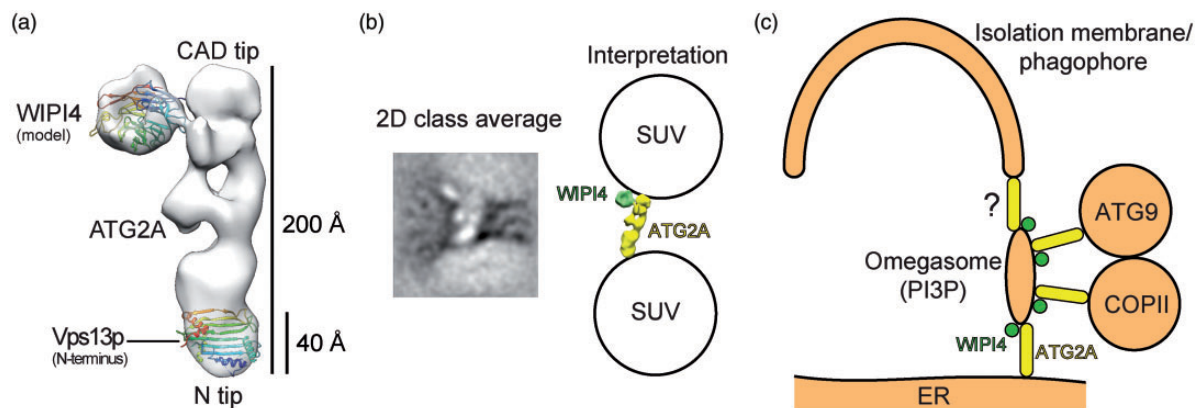 (a)
CAD tip
WIPI4
(model)
ATG2A
200 Å
Vps13p
(N-terminus)
40 Å
N tip
(b)
Interpretation
2D class average
SUV
WIPI4
ATG2A
SUV
(c)
Isolation membrane/
phagophore
?
ATG9
Omegasome
(PI3P)
COPII
WIPI4
ATG2A
ER